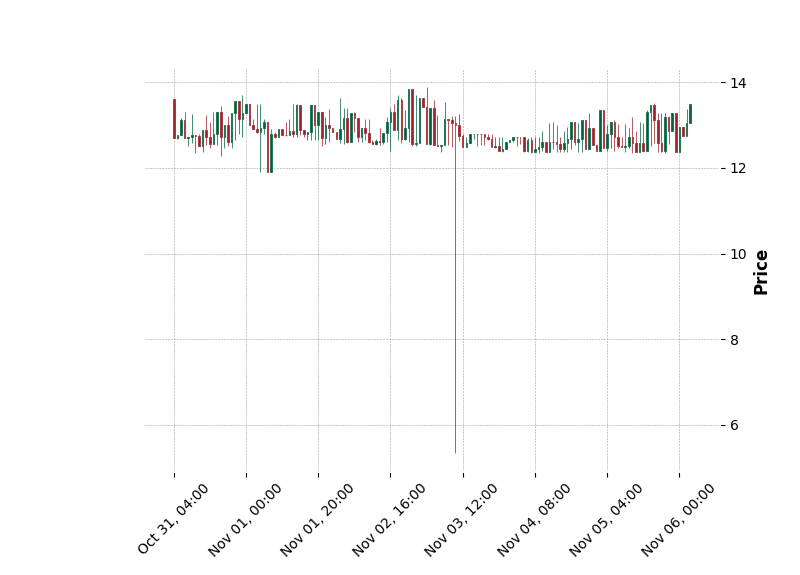 14
12
10
8
6
Price
Oct 31, 04:00
Nov 01, 00:00
Nov 01, 20:00
Nov 02, 16:00
Nov 03, 12:00
Nov 04, 08:00
Nov 05, 04:00
Nov 06, 00:00